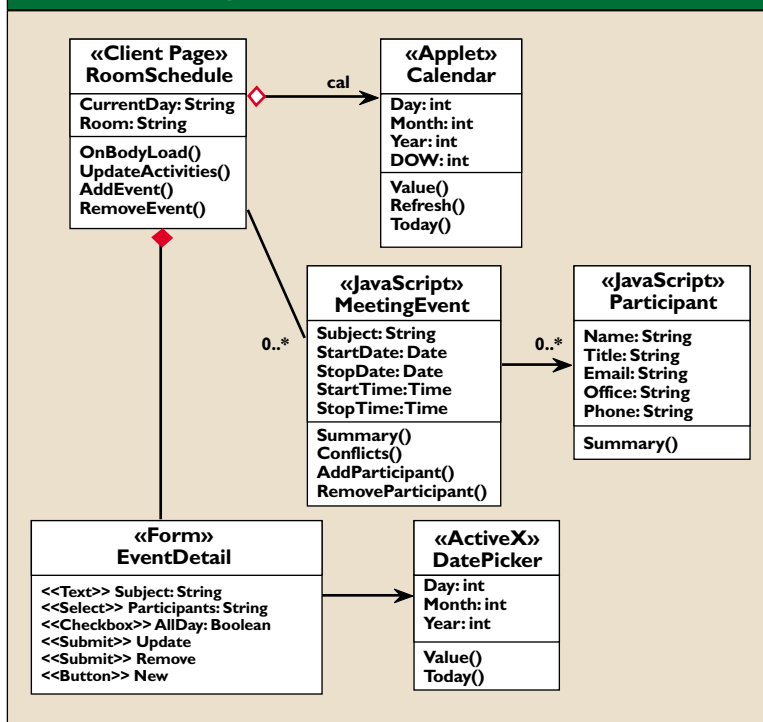 «Client Page»
RoomSchedule
CurrentDay: String
Room: String
OnBodyLoad()
UpdateActivities()
AddEvent()
RemoveEvent()
cal
«Applet»
Calendar
Day: int
Month: int
Year: int
DOW: int
Value()
Refresh()
Today()
0..*
«JavaScript»
MeetingEvent
Subject: String
StartDate: Date
StopDate: Date
StartTime:Time
StopTime:Time
Summary()
Conflicts()
AddParticipant()
RemoveParticipant()
0..*
«JavaScript»
Participant
Name: String
Title: String
Email: String
Office: String
Phone: String
Summary()
«Form»
EventDetail
<<Text>> Subject: String
<<Select>> Participants: String
<<Checkbox>> AllDay: Boolean
<<Submit>> Update
<<Submit>> Remove
<<Button>> New
«ActiveX»
DatePicker
Day: int
Month: int
Year: int
Value()
Today()